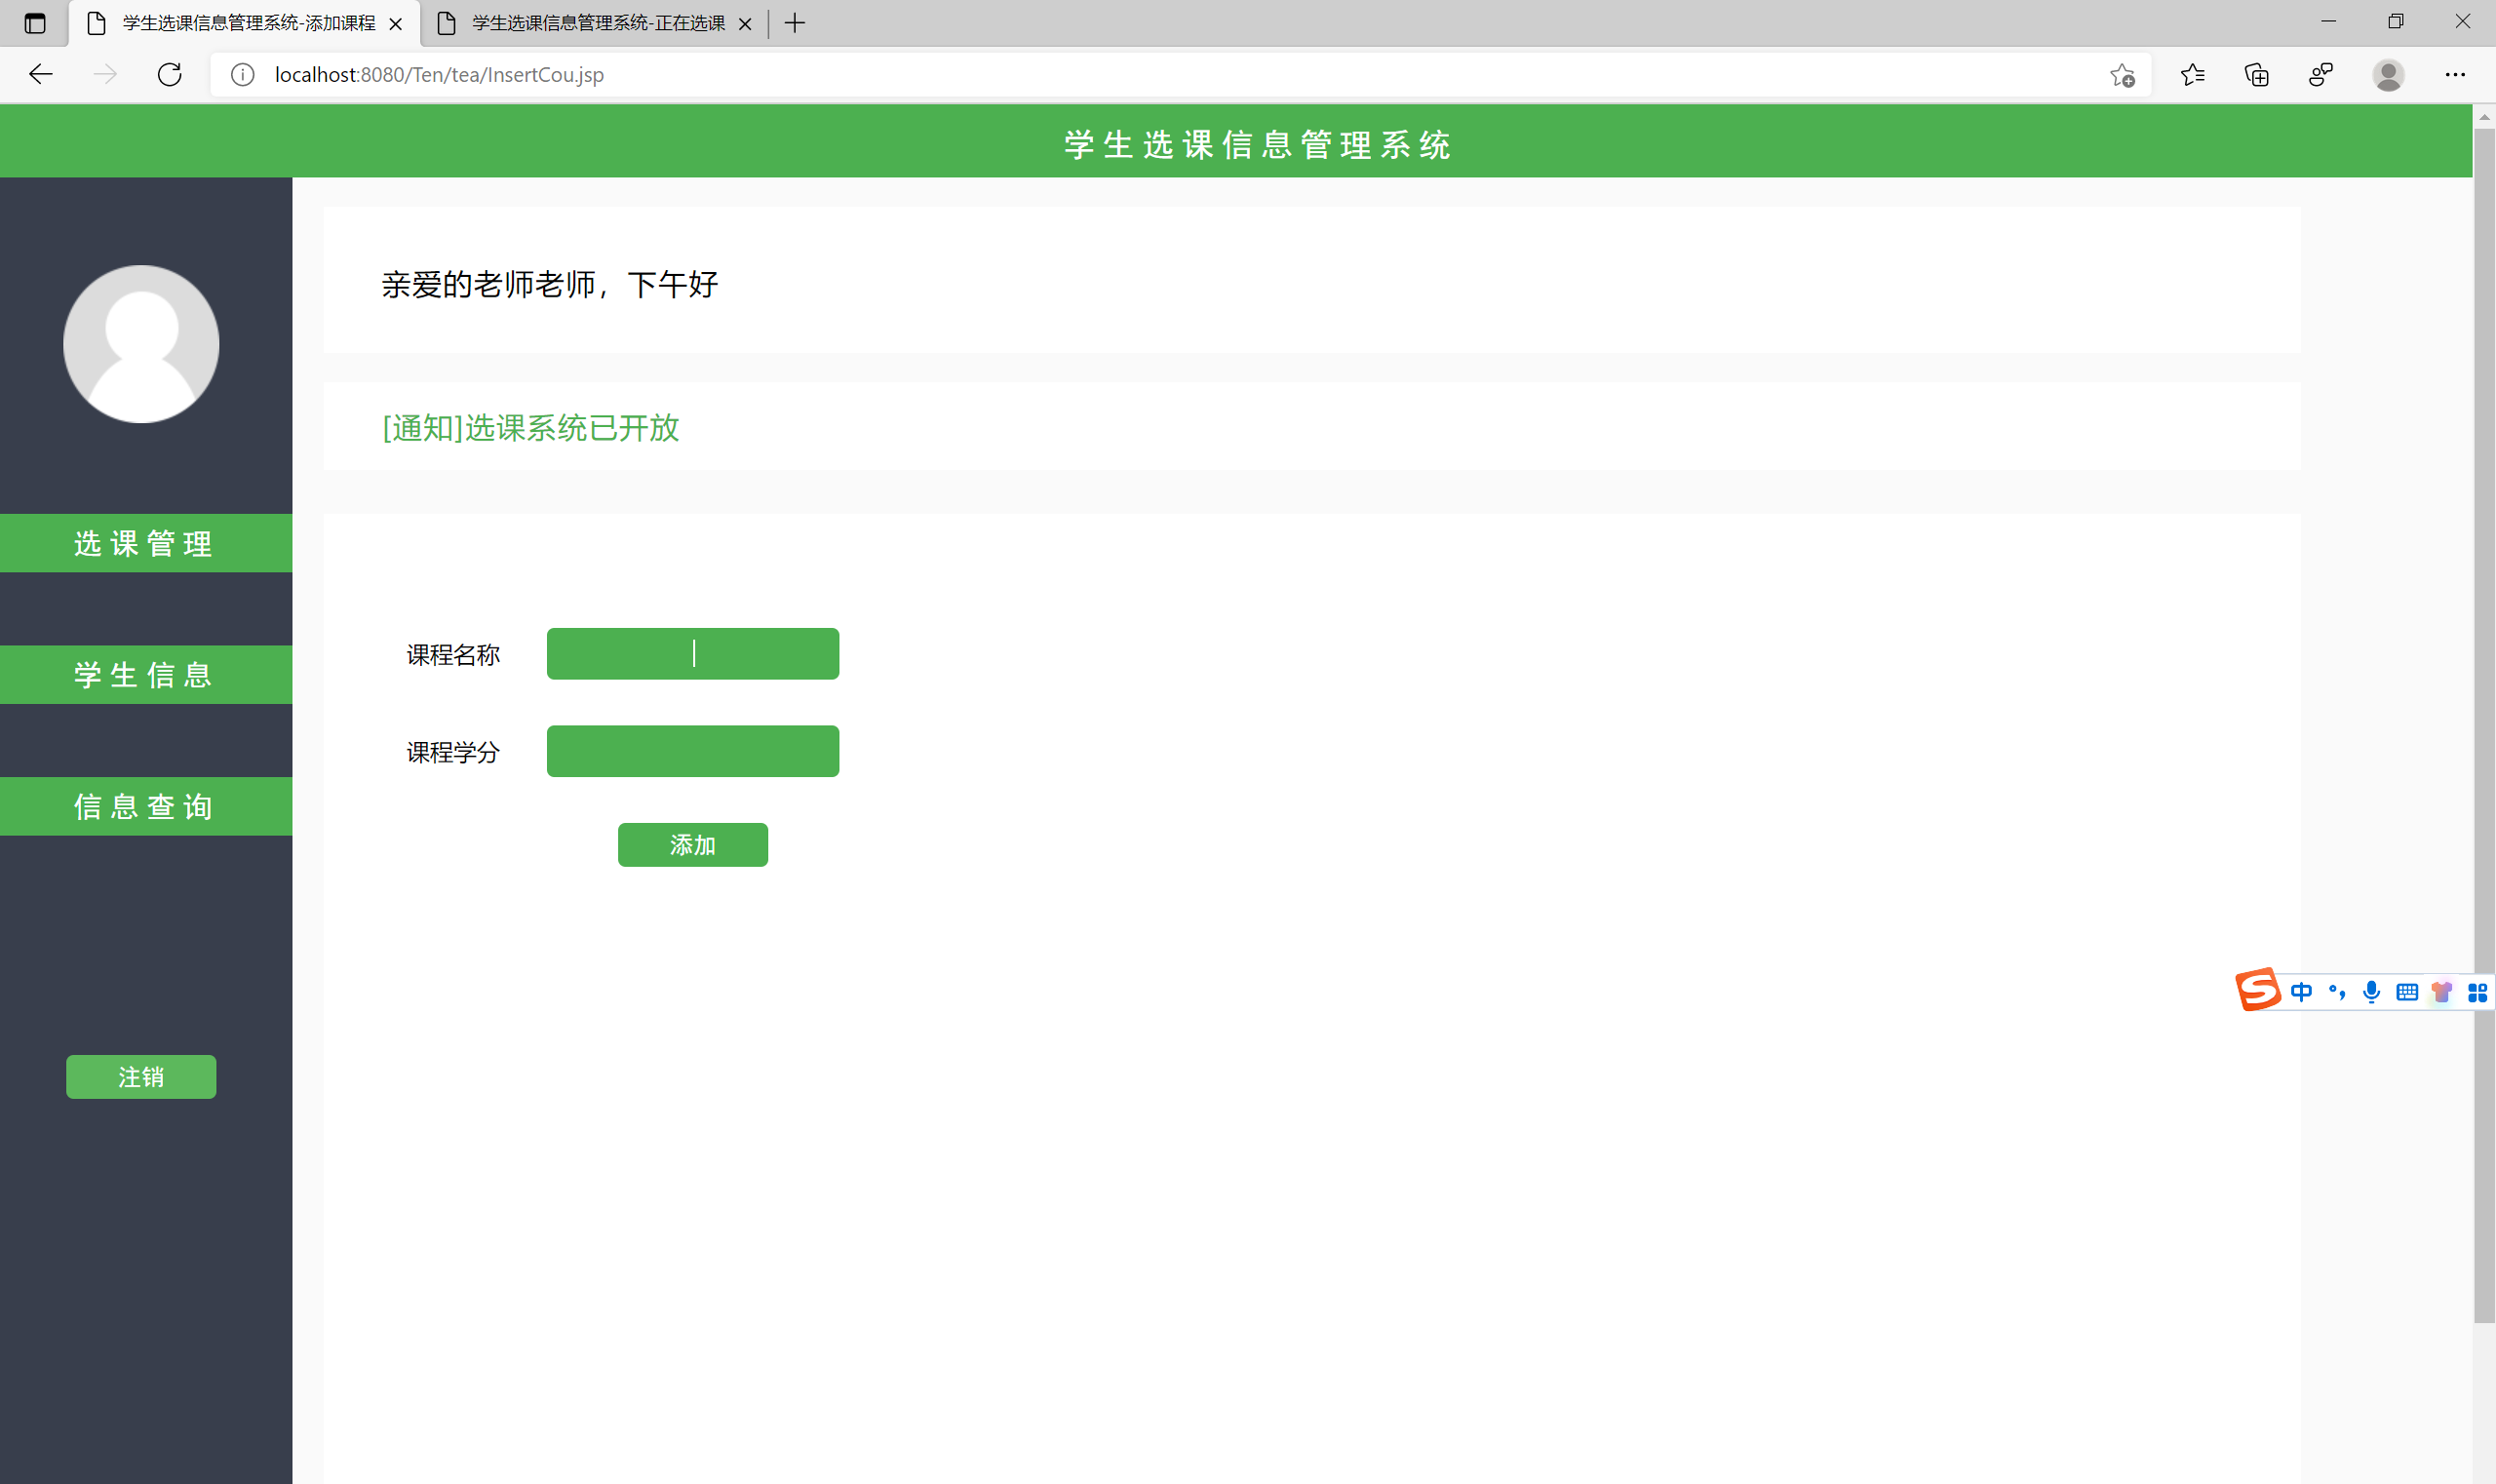 学生选课信息管理系统-添加课程
学生选课信息管理系统-正在选课
localhost:8080/Ten/tea/InsertCou.jsp
学生选课信息管理系统
亲爱的老师老师，下午好
[通知]选课系统已开放
选课管理
学生信息
信息查询
课程名称
课程学分
添加
中
注销